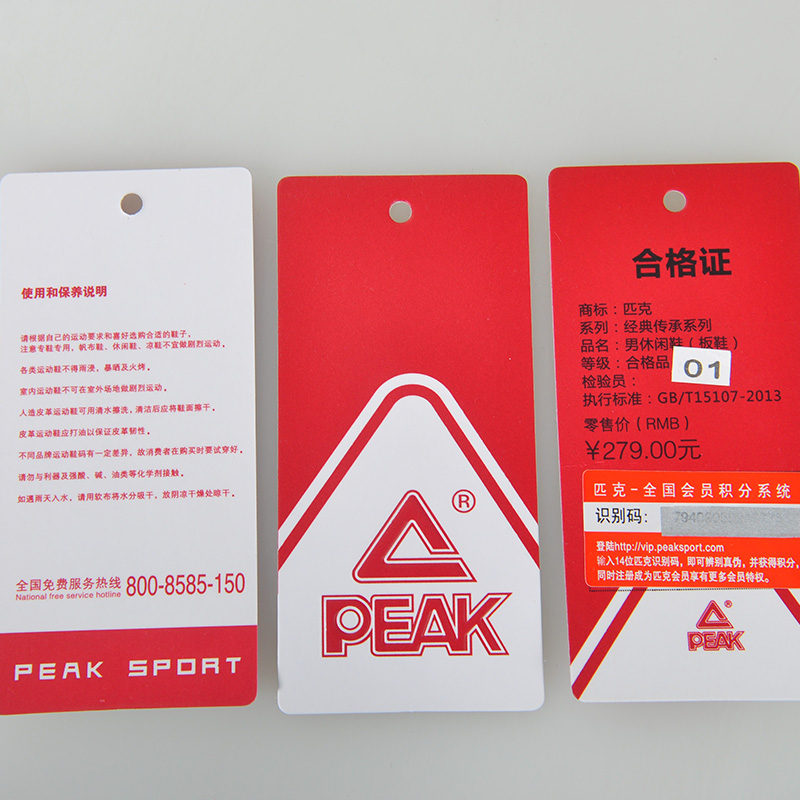 使用和保养说明
请根据自己的运动要求和喜好选购合适的鞋子。
注意专鞋专用，帆布鞋、休闲鞋、凉鞋不宜做剧烈运动。
各类运动鞋不得雨浸，暴晒及火烤。
室内运动鞋不可在室外场地做剧烈运动。
人造皮革运动鞋可用清水擦洗，清洁后应将鞋面擦干。
皮革运动鞋应打油以保证皮革韧性。
不同品牌运动鞋码有一定差异，故消费者在购买时要试穿好。
请勿与利器及强酸、碱、油类等化学剂接触。
如遇雨天入水，请用软布将水分吸干，放阴凉干燥处晾干。
全国免费服务热线 800-8585-150
National free service hotline
PEAK SPORT
®
PEAK
合格证
商标：匹克
系列：经典传承系列
品名：男休闲鞋（板鞋）
等级：合格品
01
检验员：
执行标准：GB/T15107-2013
零售价（RMB）
¥279.00元
匹克-全国会员积分系统
识别码：
登陆http://vip.peaksport.com
输入14位匹克识别码，即可辨别真伪，并获得积分，
同时注册成为匹克会员享有更多会员特权。
®
PEAK